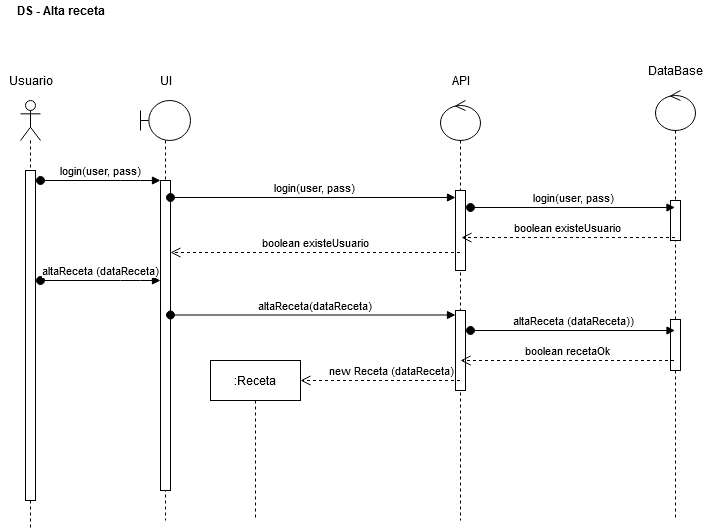 DS - Alta receta
Usuario
UI
API
DataBase
login(user, pass)
login(user, pass)
login(user, pass)
boolean existeUsuario
boolean existeUsuario
altaReceta (dataReceta)
altaReceta(dataReceta)
altaReceta (dataReceta))
boolean recetaOk
new Receta (dataReceta)
:Receta